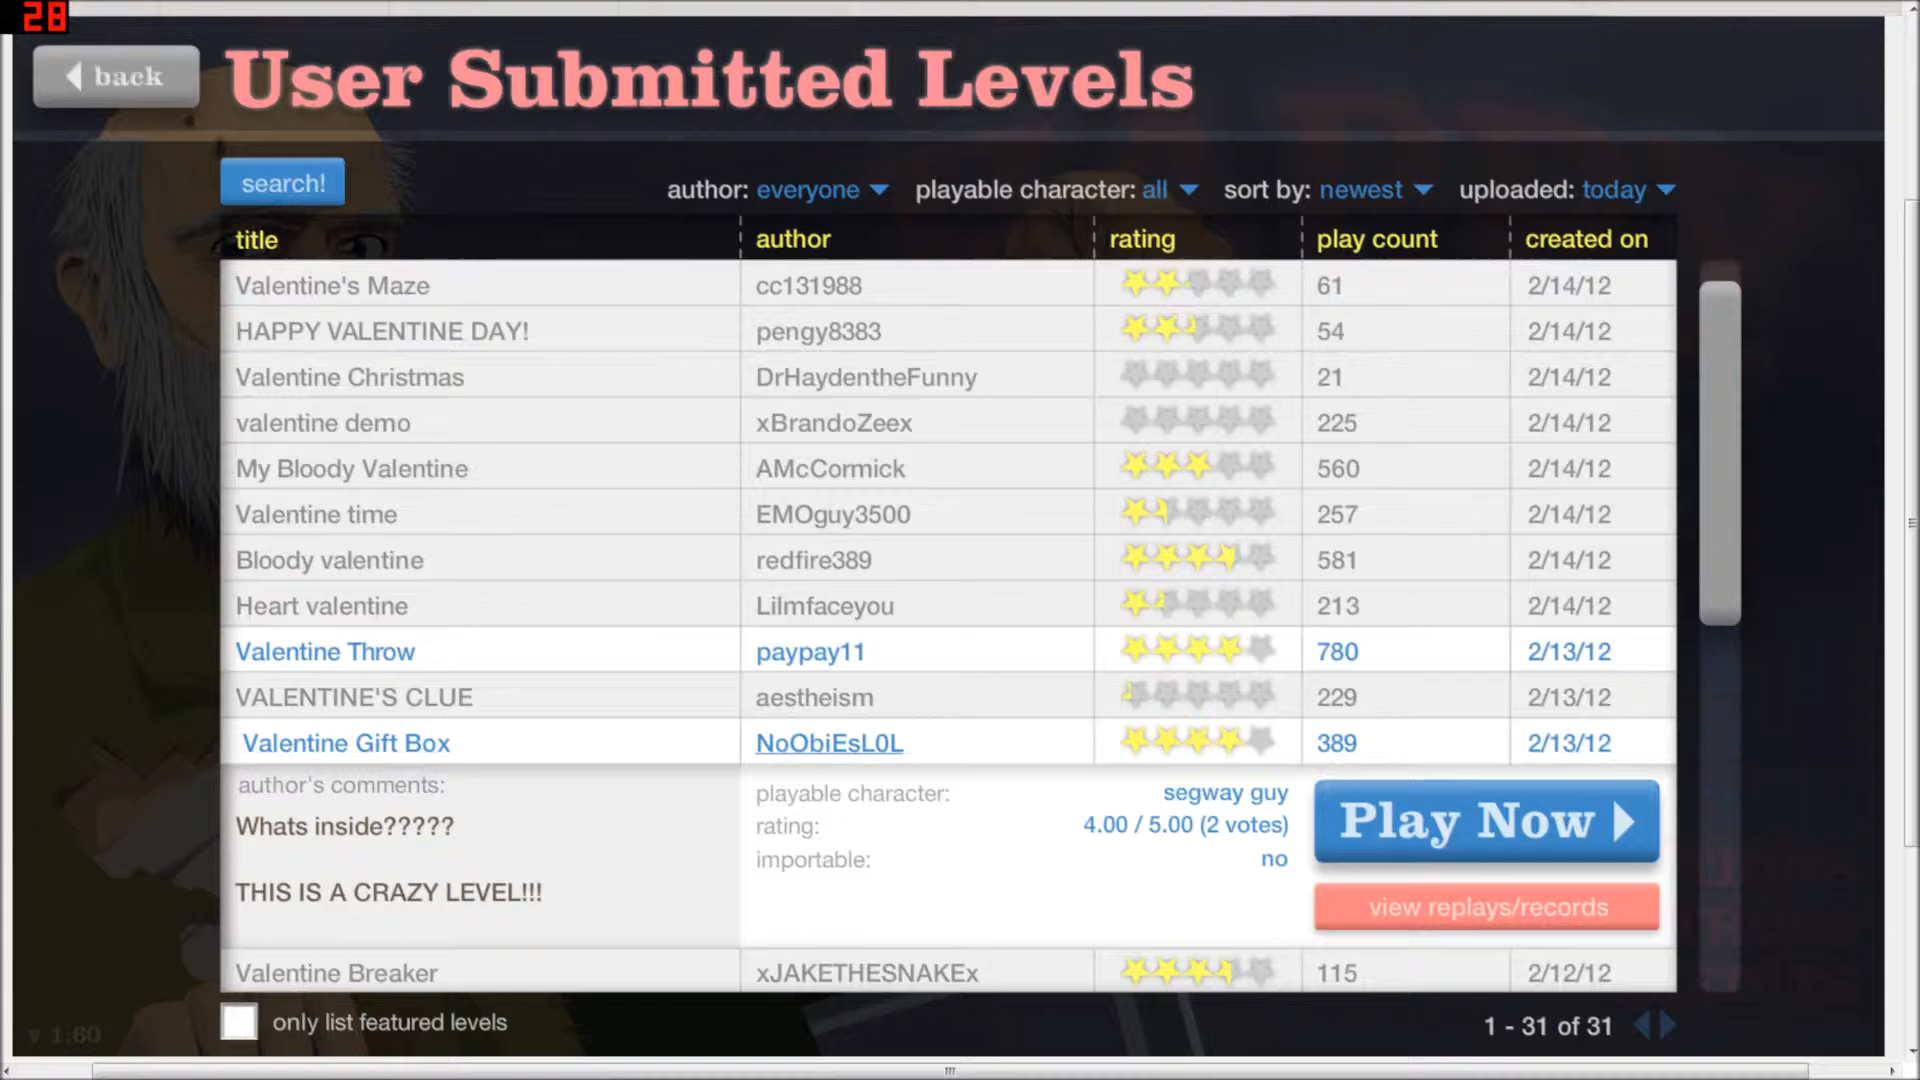 28
back
User Submitted Levels
search!
author: everyone playable character: all sort by: newest uploaded: today
title author rating play count created on
Valentine's Maze cc131988 61 2/14/12
HAPPY VALENTINE DAY! pengy8383 54 2/14/12
Valentine Christmas DrHaydentheFunny 21 2/14/12
valentine demo xBrandoZeex 225 2/14/12
My Bloody Valentine AMcCormick 560 2/14/12
Valentine time EMOguy3500 257 2/14/12
Bloody valentine redfire389 581 2/14/12
Heart valentine Lilmfaceyou 213 2/14/12
Valentine Throw paypay11 780 2/13/12
VALENTINE'S CLUE aestheism 229 2/13/12
Valentine Gift Box NoObiEsL0L 389 2/13/12
author's comments:
Whats inside?????
THIS IS A CRAZY LEVEL!!!
playable character: segway guy
rating: 4.00 / 5.00 (2 votes)
importable: no
Play Now
view replays/records
Valentine Breaker xJAKETHESNAKEx 115 2/12/12
only list featured levels
1 - 31 of 31
v 1.60